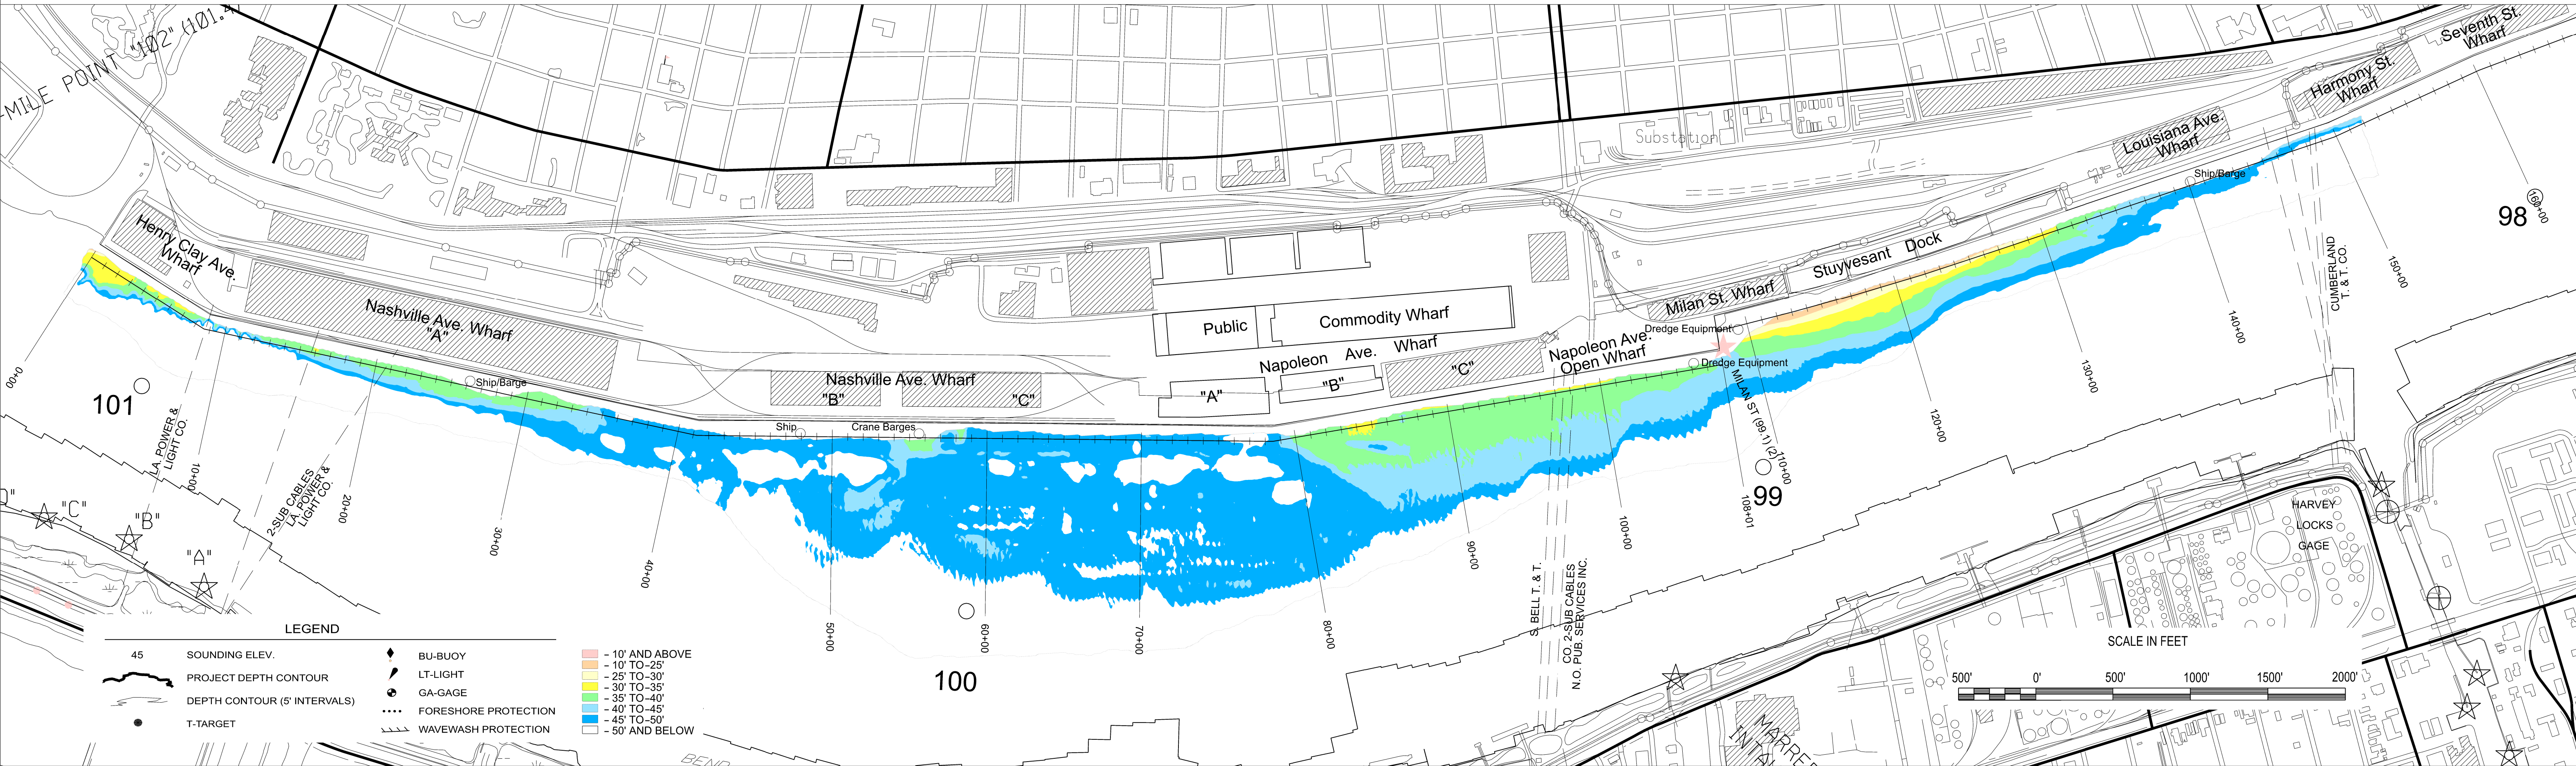 -MILE POINT "102" (101.4)
Seventh St.
Wharf
Harmony St.
Wharf
Louisiana Ave.
Wharf
Substation
Ship/Barge
98
160+00
150+00
CUMBERLAND
T. & T. CO.
140+00
130+00
120+00
Stuyvesant Dock
Milan St. Wharf
Dredge Equipment
Dredge Equipment
MILAN ST (99.1) (2)
110+00
99
108+01
Napoleon Ave.
Open Wharf
Public
Commodity Wharf
Napoleon Ave. Wharf
"A"
"B"
"C"
Henry Clay Ave.
Wharf
Nashville Ave. Wharf
"A"
Ship/Barge
Nashville Ave. Wharf
"B"
"C"
Ship
Crane Barges
00+0
101
LA. POWER &
LIGHT CO.
10+00
2-SUB CABLES
LA. POWER &
LIGHT CO.
20+00
30+00
40+00
50+00
60+00
70+00
80+00
90+00
100+00
100
S. BELL T. & T.
CO. 2-SUB CABLES
N.O. PUB. SERVICES INC.
D"
"C"
"B"
"A"
HARVEY
LOCKS
GAGE
LEGEND
45 SOUNDING ELEV.
PROJECT DEPTH CONTOUR
DEPTH CONTOUR (5' INTERVALS)
T-TARGET
BU-BUOY
LT-LIGHT
GA-GAGE
FORESHORE PROTECTION
WAVEWASH PROTECTION
– 10' AND ABOVE
– 10' TO–25'
– 25' TO–30'
– 30' TO–35'
– 35' TO–40'
– 40' TO–45'
– 45' TO–50'
– 50' AND BELOW
BEND
MARRE
SCALE IN FEET
500' 0' 500' 1000' 1500' 2000'